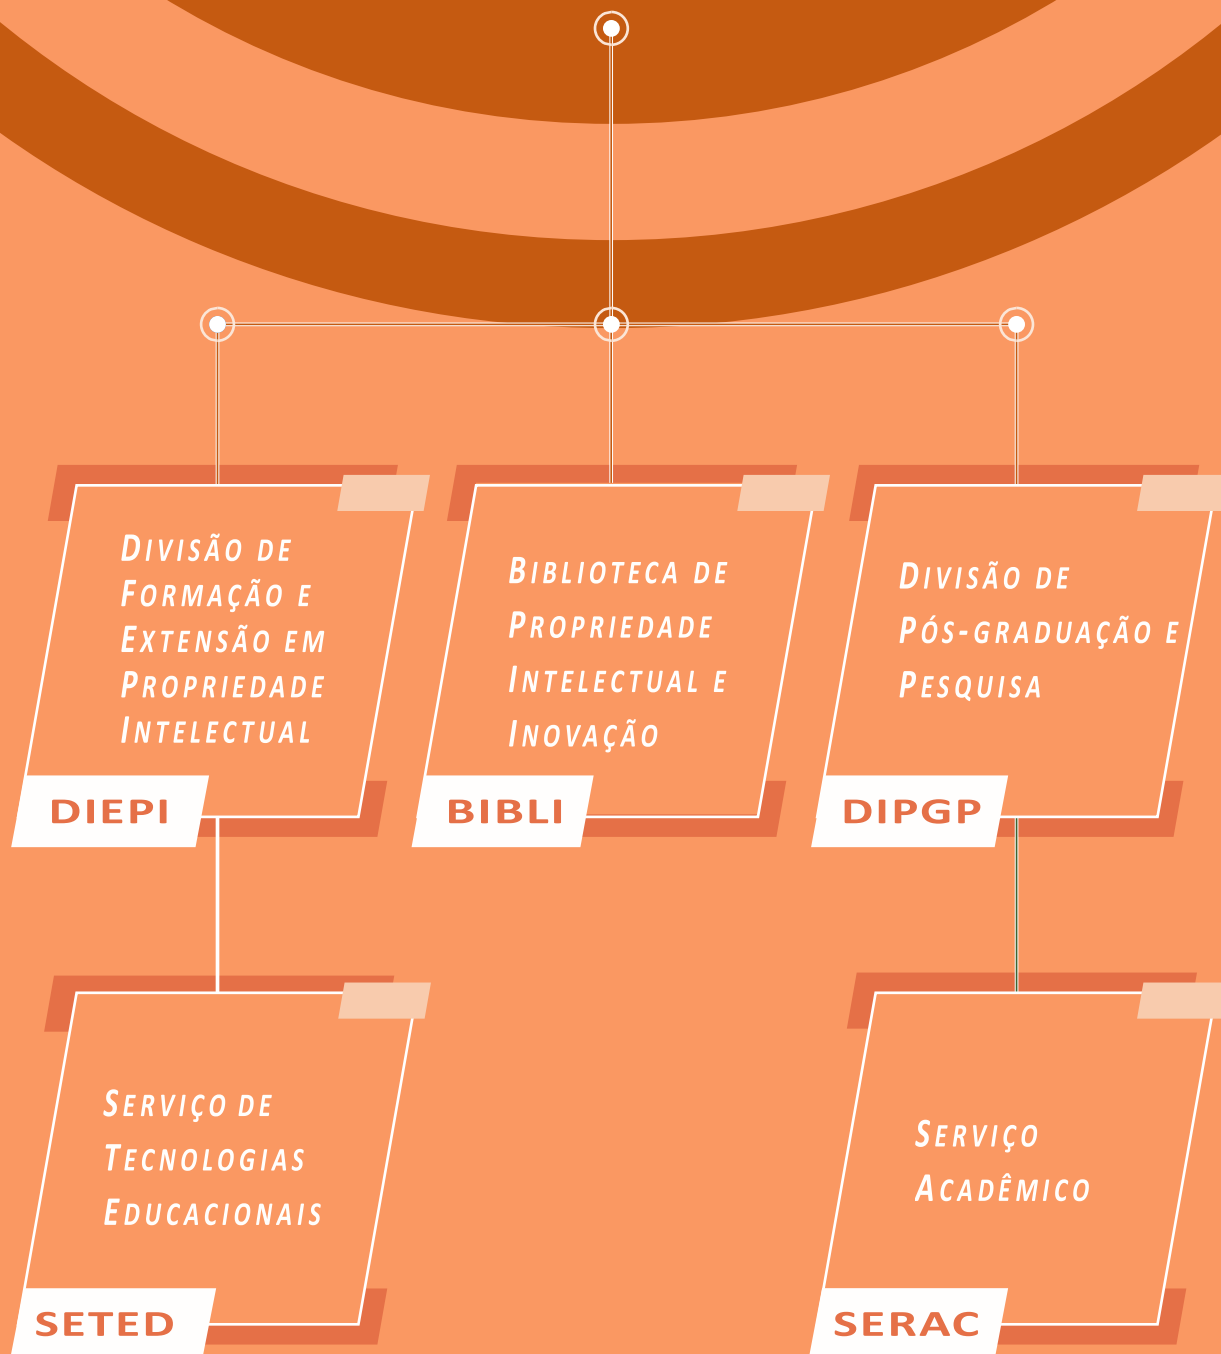 Divisão de
Formação e
Extensão em
Propriedade
Intelectual
DIEPI
Biblioteca de
Propriedade
Intelectual e
Inovação
BIBLI
Divisão de
Pós-graduação e
Pesquisa
DIPGP
Serviço de
Tecnologias
Educacionais
SETED
Serviço
Acadêmico
SERAC